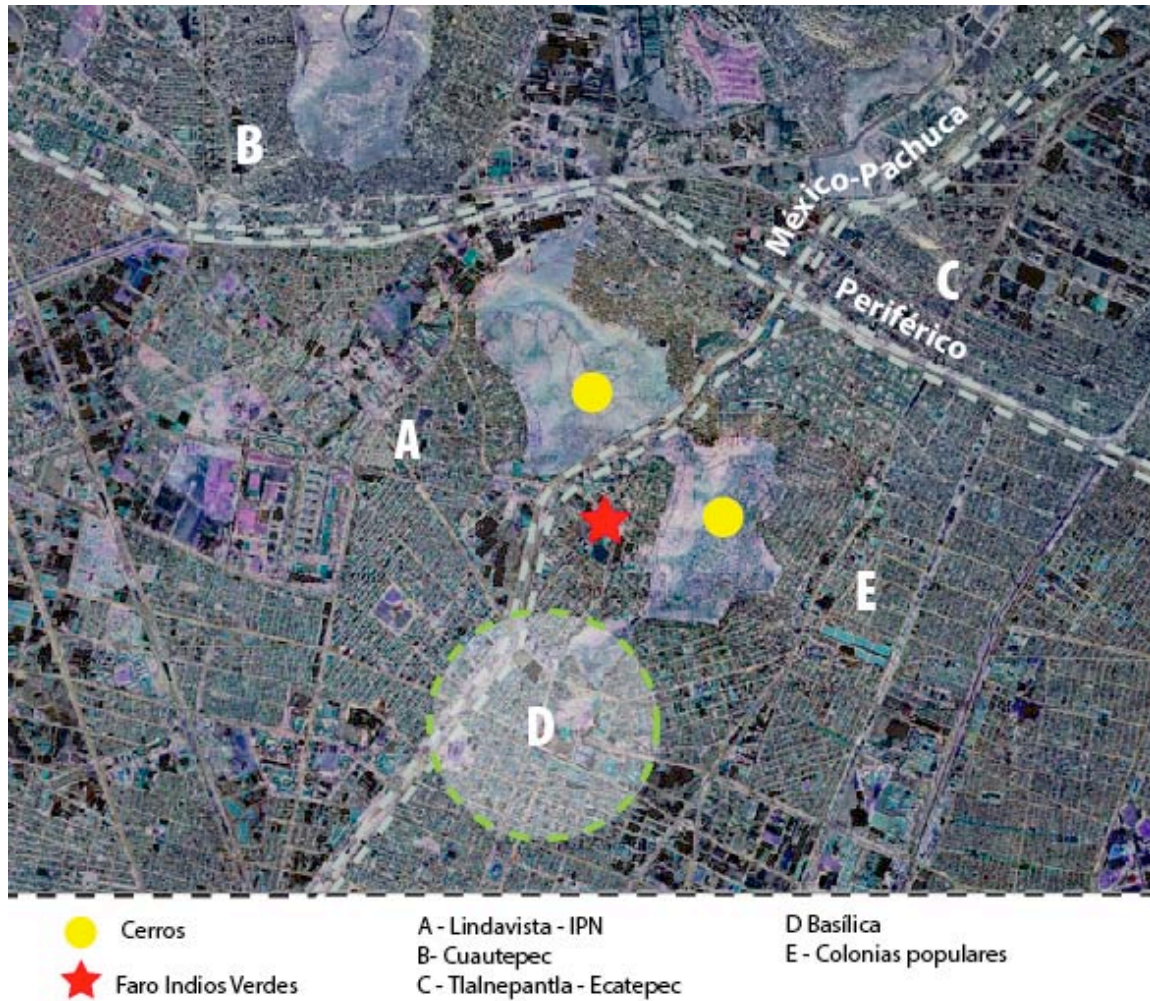 B
México-Pachuca
C
Periférico
A
E
D
Cerros
Faro Indios Verdes
A - Lindavista - IPN
B- Cuautepec
C - Tlalnepantla - Ecatepec
D Basílica
E - Colonias populares